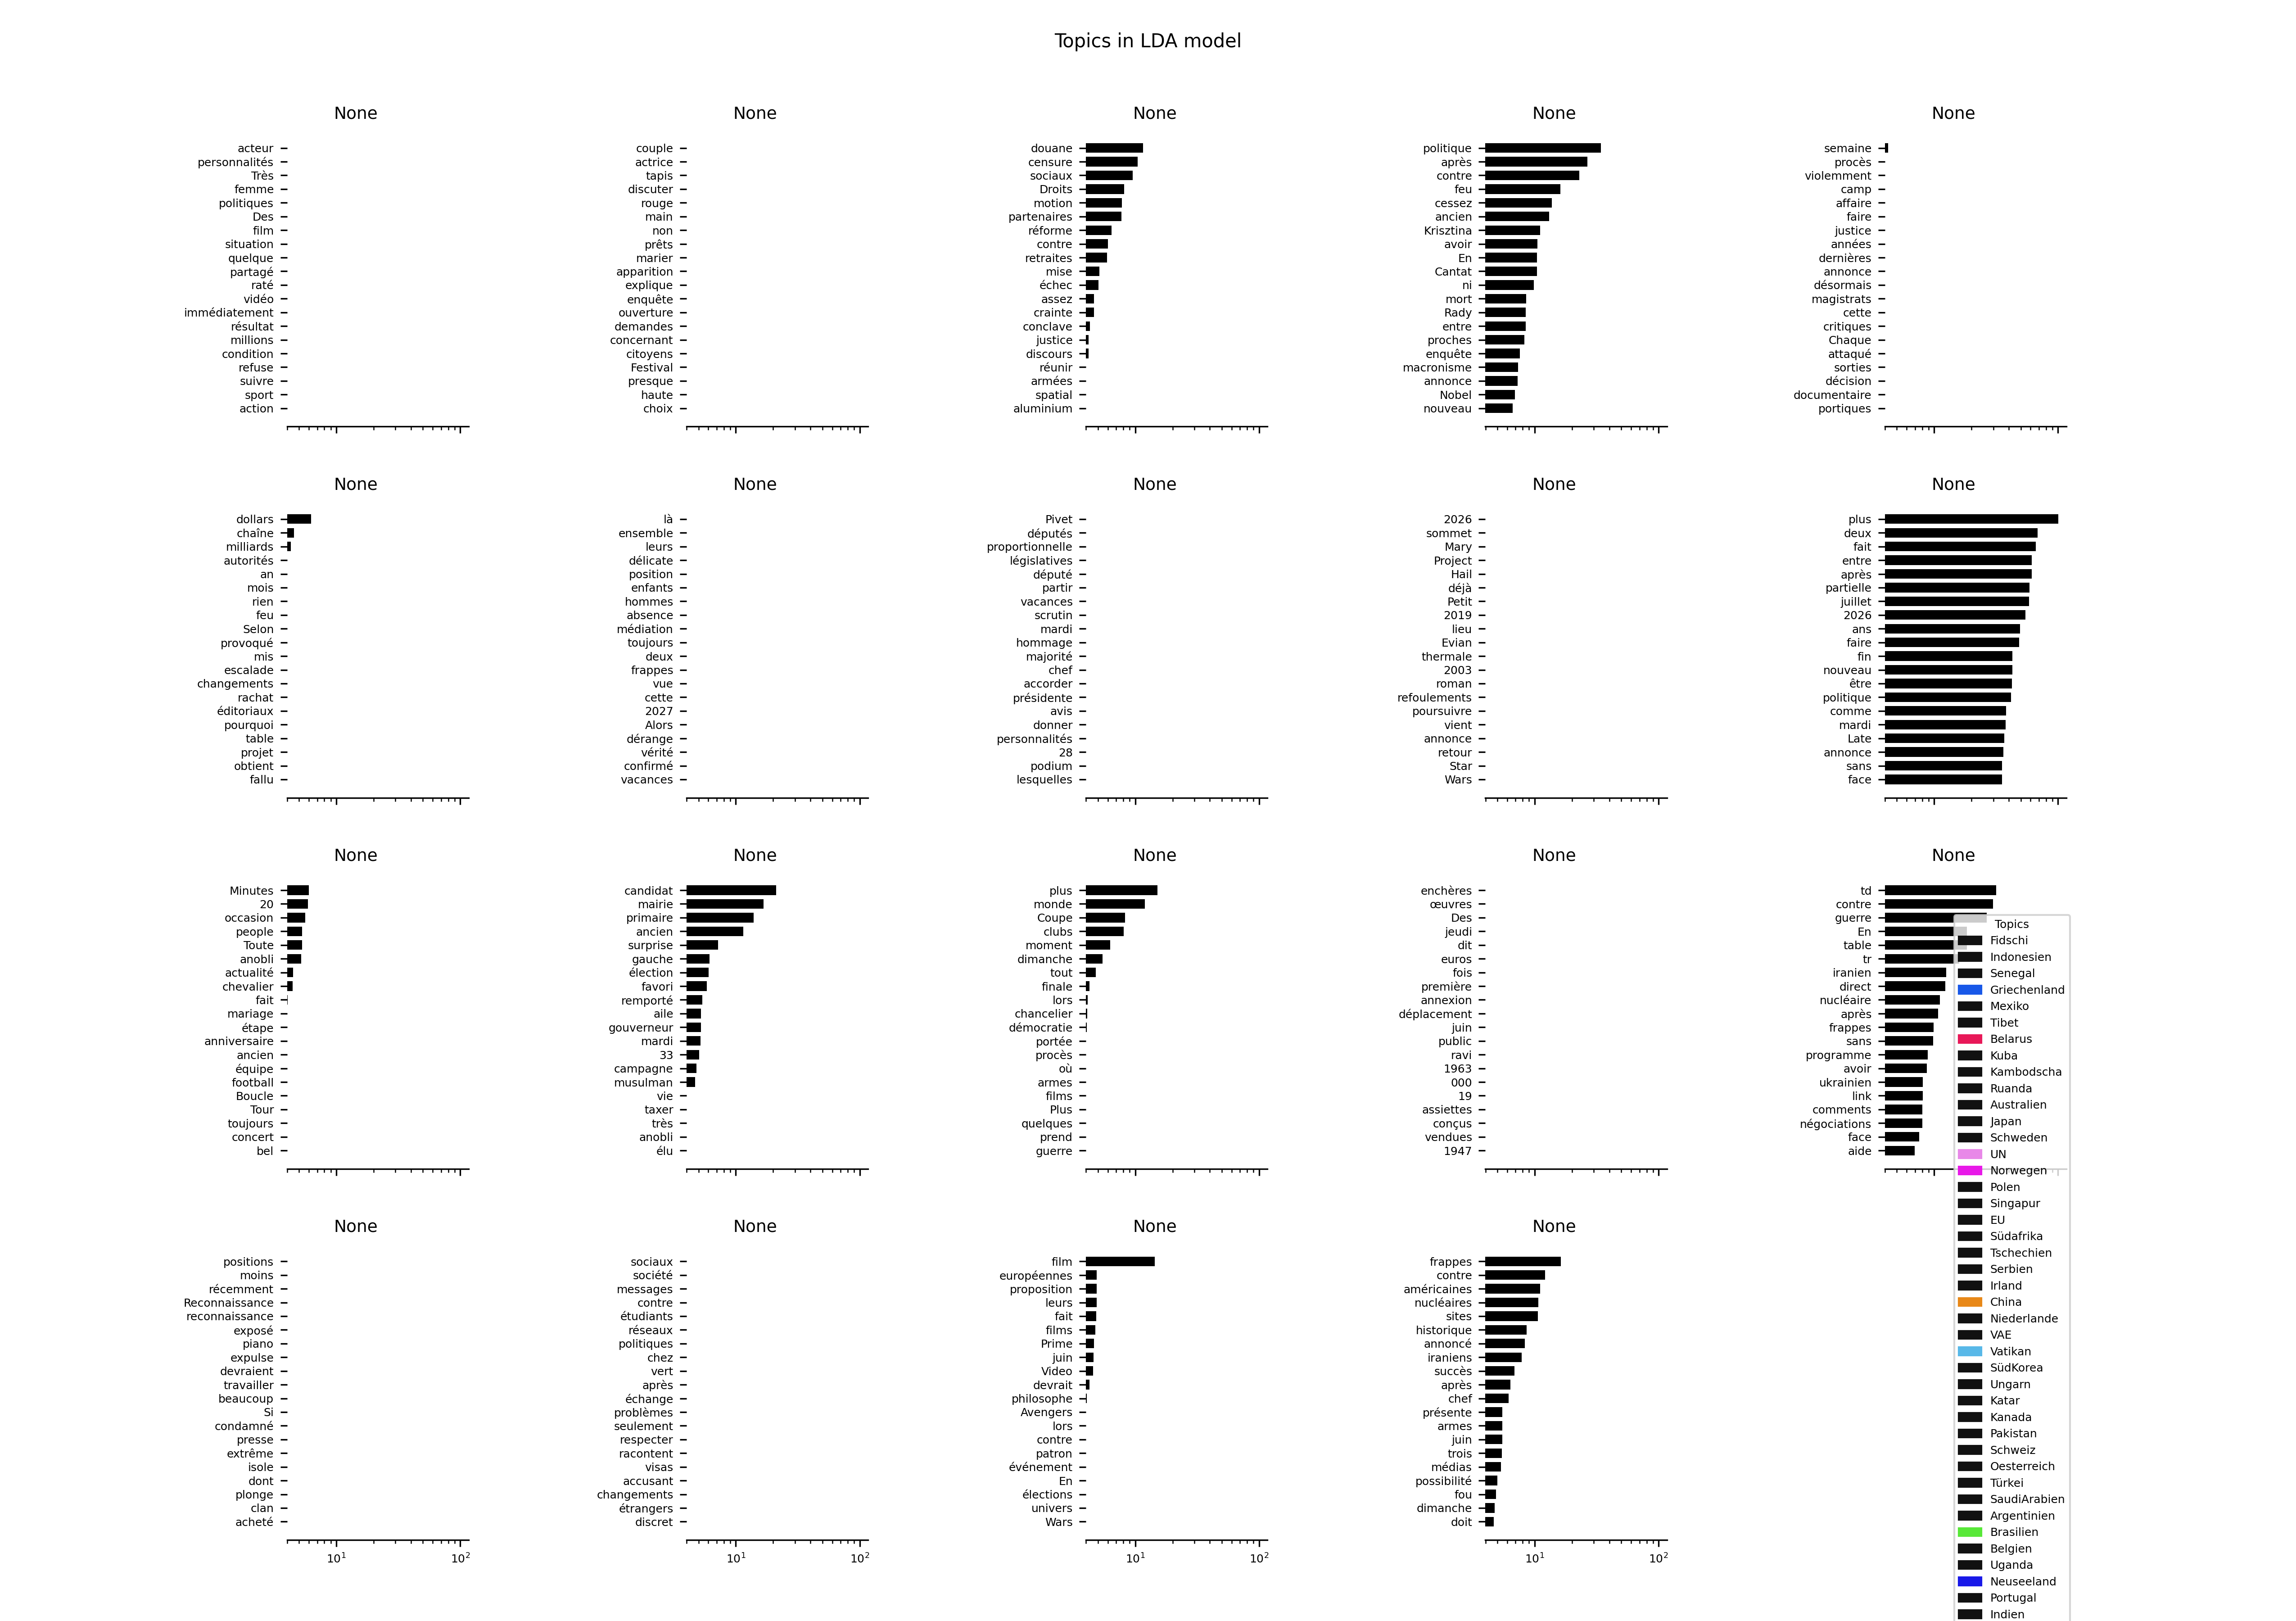 Topics in LDA model
None
acteur
personnalités
Très
femme
politiques
Des
film
situation
quelque
partagé
raté
vidéo
immédiatement
résultat
millions
condition
refuse
suivre
sport
action
None
couple
actrice
tapis
discuter
rouge
main
non
prêts
marier
apparition
explique
enquête
ouverture
demandes
concernant
citoyens
Festival
presque
haute
choix
None
douane
censure
sociaux
Droits
motion
partenaires
réforme
contre
retraites
mise
échec
assez
crainte
conclave
justice
discours
réunir
armées
spatial
aluminium
None
politique
après
contre
feu
cessez
ancien
Krisztina
avoir
En
Cantat
ni
mort
Rady
entre
proches
enquête
macronisme
annonce
Nobel
nouveau
None
semaine
procès
violemment
camp
affaire
faire
justice
années
dernières
annonce
désormais
magistrats
cette
critiques
Chaque
attaqué
sorties
décision
documentaire
portiques
None
dollars
chaîne
milliards
autorités
an
mois
rien
feu
Selon
provoqué
mis
escalade
changements
rachat
éditoriaux
pourquoi
table
projet
obtient
fallu
None
là
ensemble
leurs
délicate
position
enfants
hommes
absence
médiation
toujours
deux
frappes
vue
cette
2027
Alors
dérange
vérité
confirmé
vacances
None
Pivet
députés
proportionnelle
législatives
député
partir
vacances
scrutin
mardi
hommage
majorité
chef
accorder
présidente
avis
donner
personnalités
28
podium
lesquelles
None
2026
sommet
Mary
Project
Hail
déjà
Petit
2019
lieu
Evian
thermale
2003
roman
refoulements
poursuivre
vient
annonce
retour
Star
Wars
None
plus
deux
fait
entre
après
partielle
juillet
2026
ans
faire
fin
nouveau
être
politique
comme
mardi
Late
annonce
sans
face
None
Minutes
20
occasion
people
Toute
anobli
actualité
chevalier
fait
mariage
étape
anniversaire
ancien
équipe
football
Boucle
Tour
toujours
concert
bel
None
candidat
mairie
primaire
ancien
surprise
gauche
élection
favori
remporté
aile
gouverneur
mardi
33
campagne
musulman
vie
taxer
très
anobli
élu
None
plus
monde
Coupe
clubs
moment
dimanche
tout
finale
lors
chancelier
démocratie
portée
procès
où
armes
films
Plus
quelques
prend
guerre
None
enchères
œuvres
Des
jeudi
dit
euros
fois
première
annexion
déplacement
juin
public
ravi
1963
000
19
assiettes
conçus
vendues
1947
None
td
contre
guerre
En
table
tr
iranien
direct
nucléaire
après
frappes
sans
programme
avoir
ukrainien
link
comments
négociations
face
aide
None
positions
moins
récemment
Reconnaissance
reconnaissance
exposé
piano
expulse
devraient
travailler
beaucoup
Si
condamné
presse
extrême
isole
dont
plonge
clan
acheté
10¹ 10²
None
sociaux
société
messages
contre
étudiants
réseaux
politiques
chez
vert
après
échange
problèmes
seulement
respecter
racontent
visas
accusant
changements
étrangers
discret
10¹ 10²
None
film
européennes
proposition
leurs
fait
films
Prime
juin
Video
devrait
philosophe
Avengers
lors
contre
patron
événement
En
élections
univers
Wars
10¹ 10²
None
frappes
contre
américaines
nucléaires
sites
historique
annoncé
iraniens
succès
après
chef
présente
armes
juin
trois
médias
possibilité
fou
dimanche
doit
10¹ 10²
Topics
Fidschi
Indonesien
Senegal
Griechenland
Mexiko
Tibet
Belarus
Kuba
Kambodscha
Ruanda
Australien
Japan
Schweden
UN
Norwegen
Polen
Singapur
EU
Südafrika
Tschechien
Serbien
Irland
China
Niederlande
VAE
Vatikan
SüdKorea
Ungarn
Katar
Kanada
Pakistan
Schweiz
Oesterreich
Türkei
SaudiArabien
Argentinien
Brasilien
Belgien
Uganda
Neuseeland
Portugal
Indien